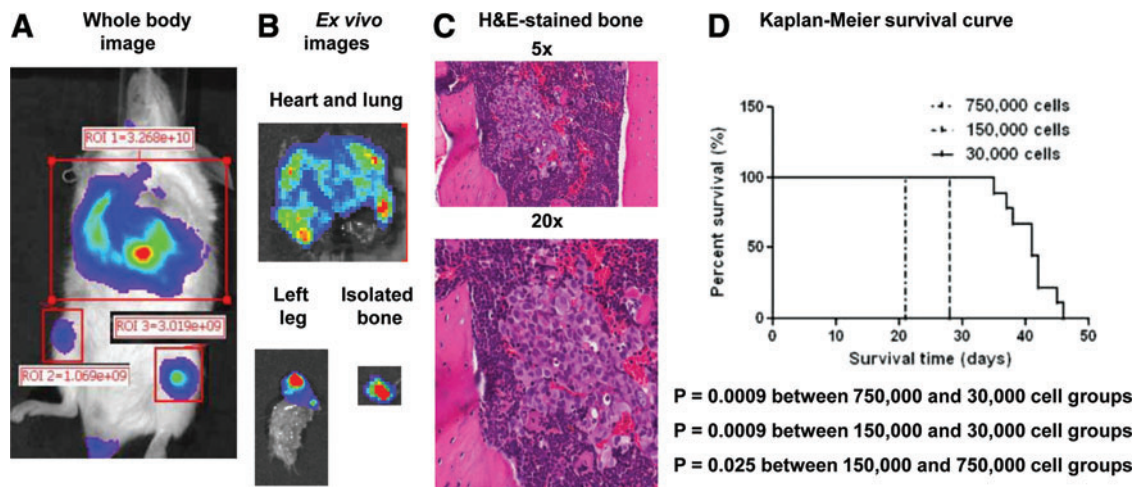 A Whole body
image
ROI 1=3.268e+10
ROI 3=3.019e+09
ROI 2=1.069e+09
B Ex vivo
images
Heart and lung
Left
leg
Isolated
bone
C H&E-stained bone
5x
20x
D Kaplan-Meier survival curve
750,000 cells
150,000 cells
30,000 cells
Percent survival (%)
150
100
50
0
0 10 20 30 40 50
Survival time (days)
P = 0.0009 between 750,000 and 30,000 cell groups
P = 0.0009 between 150,000 and 30,000 cell groups
P = 0.025 between 150,000 and 750,000 cell groups